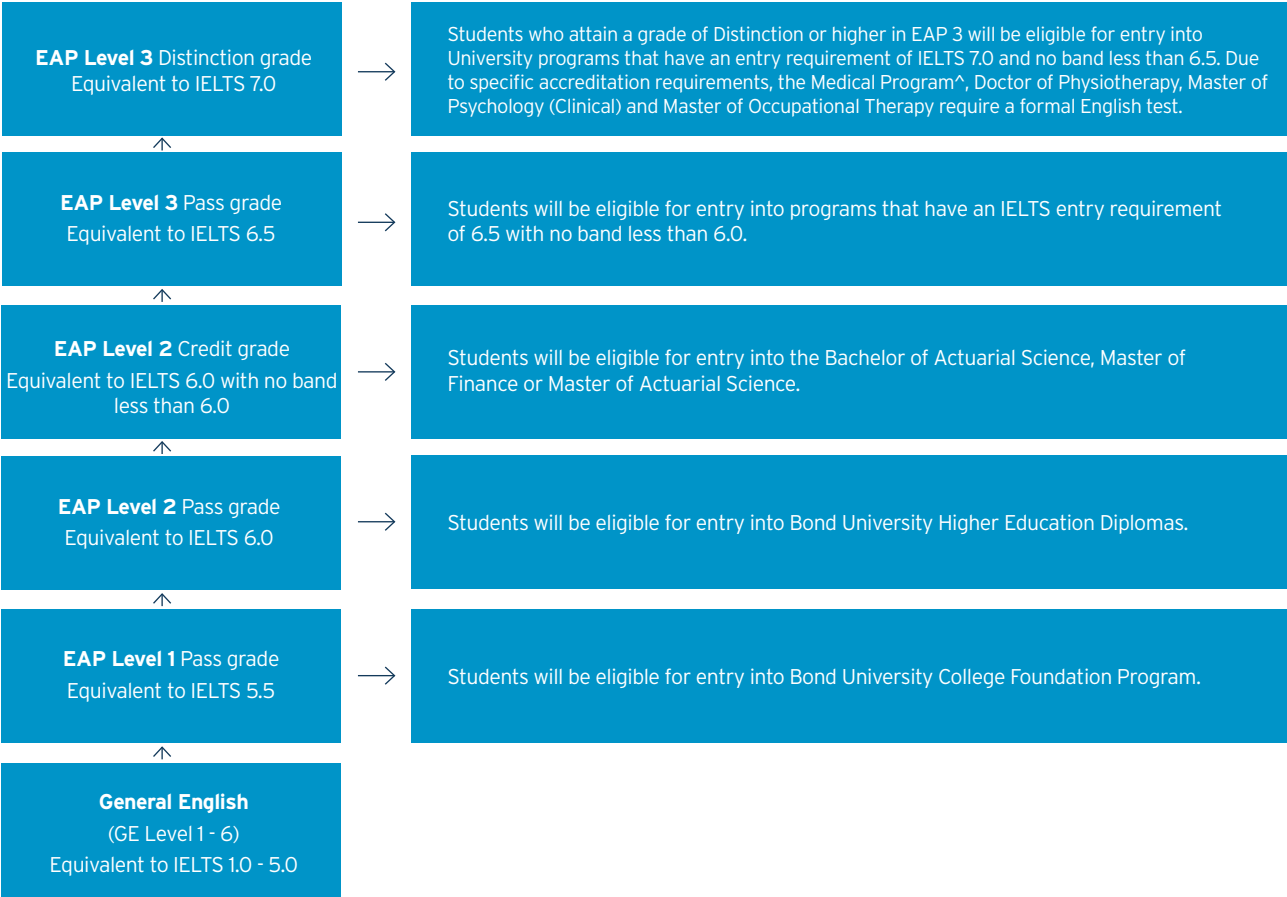 EAP Level 3 Distinction grade
Equivalent to IELTS 7.0
Students who attain a grade of Distinction or higher in EAP 3 will be eligible for entry into
University programs that have an entry requirement of IELTS 7.0 and no band less than 6.5. Due
to specific accreditation requirements, the Medical Program^, Doctor of Physiotherapy, Master of
Psychology (Clinical) and Master of Occupational Therapy require a formal English test.
EAP Level 3 Pass grade
Equivalent to IELTS 6.5
Students will be eligible for entry into programs that have an IELTS entry requirement
of 6.5 with no band less than 6.0.
EAP Level 2 Credit grade
Equivalent to IELTS 6.0 with no band
less than 6.0
Students will be eligible for entry into the Bachelor of Actuarial Science, Master of
Finance or Master of Actuarial Science.
EAP Level 2 Pass grade
Equivalent to IELTS 6.0
Students will be eligible for entry into Bond University Higher Education Diplomas.
EAP Level 1 Pass grade
Equivalent to IELTS 5.5
Students will be eligible for entry into Bond University College Foundation Program.
General English
(GE Level 1 - 6)
Equivalent to IELTS 1.0 - 5.0